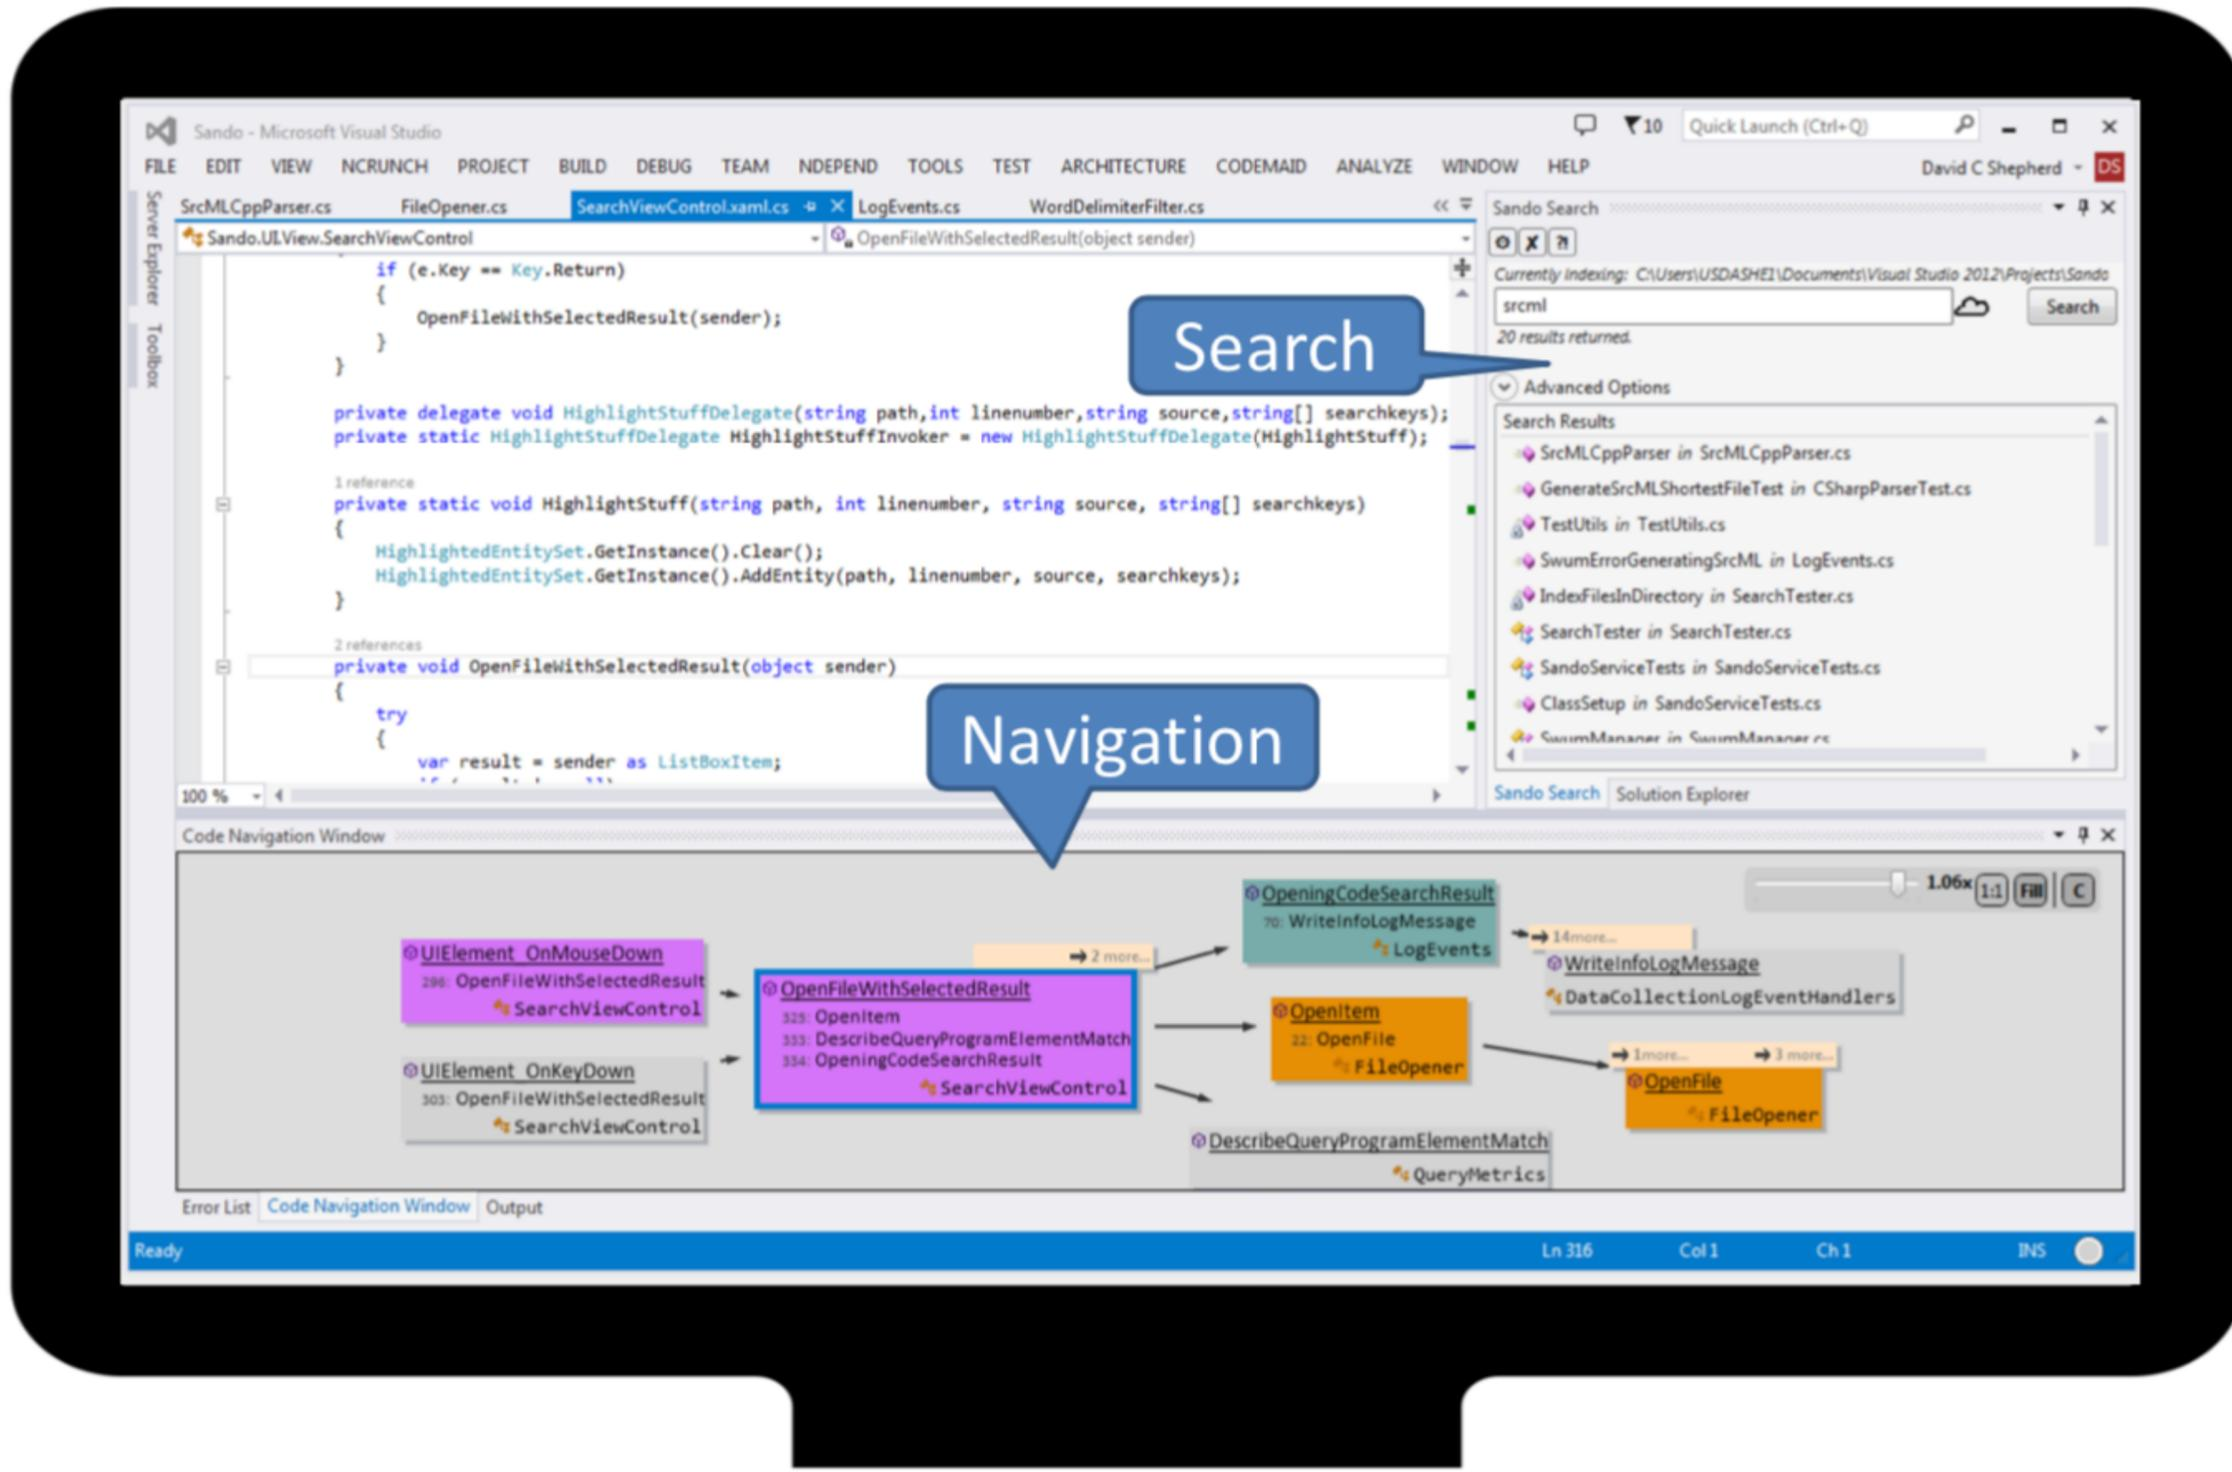 Sando - Microsoft Visual Studio
10
Quick Launch (Ctrl+Q)
FILE EDIT VIEW NCRUNCH PROJECT BUILD DEBUG TEAM NDEPEND TOOLS TEST ARCHITECTURE CODEMAID ANALYZE WINDOW HELP
David C Shepherd DS
Server Explorer
Toolbox
SrcMLCppParser.cs FileOpener.cs SearchViewControl.xaml.cs LogEvents.cs WordDelimiterFilter.cs
Sando.UI.View.SearchViewControl OpenFileWithSelectedResult(object sender)
if (e.Key == Key.Return)
{
OpenFileWithSelectedResult(sender);
}
}
private delegate void HighlightStuffDelegate(string path,int linenumber,string source,string[] searchkeys);
private static HighlightStuffDelegate HighlightStuffInvoker = new HighlightStuffDelegate(HighlightStuff);
1 reference
private static void HighlightStuff(string path, int linenumber, string source, string[] searchkeys)
{
HighlightedEntitySet.GetInstance().Clear();
HighlightedEntitySet.GetInstance().AddEntity(path, linenumber, source, searchkeys);
}
2 references
private void OpenFileWithSelectedResult(object sender)
{
try
{
var result = sender as ListBoxItem;
100 %
Search
Navigation
Sando Search
Currently Indexing: C:\Users\USDASHE1\Documents\Visual Studio 2012\Projects\Sando
srcml
Search
20 results returned.
Advanced Options
Search Results
SrcMLCppParser in SrcMLCppParser.cs
GenerateSrcMLShortestFileTest in CSharpParserTest.cs
TestUtils in TestUtils.cs
SwumErrorGeneratingSrcML in LogEvents.cs
IndexFilesInDirectory in SearchTester.cs
SearchTester in SearchTester.cs
SandoServiceTests in SandoServiceTests.cs
ClassSetup in SandoServiceTests.cs
SwumManager in SwumManager.cs
Sando Search Solution Explorer
Code Navigation Window
1.06x 1:1 Fill C
UIElement_OnMouseDown
296: OpenFileWithSelectedResult
SearchViewControl
UIElement_OnKeyDown
303: OpenFileWithSelectedResult
SearchViewControl
2 more...
OpenFileWithSelectedResult
325: OpenItem
333: DescribeQueryProgramElementMatch
334: OpeningCodeSearchResult
SearchViewControl
OpeningCodeSearchResult
70: WriteInfoLogMessage
LogEvents
OpenItem
22: OpenFile
FileOpener
DescribeQueryProgramElementMatch
QueryMetrics
14more...
WriteInfoLogMessage
DataCollectionLogEventHandlers
1more... 3 more...
OpenFile
FileOpener
Error List Code Navigation Window Output
Ready Ln 316 Col 1 Ch 1 INS